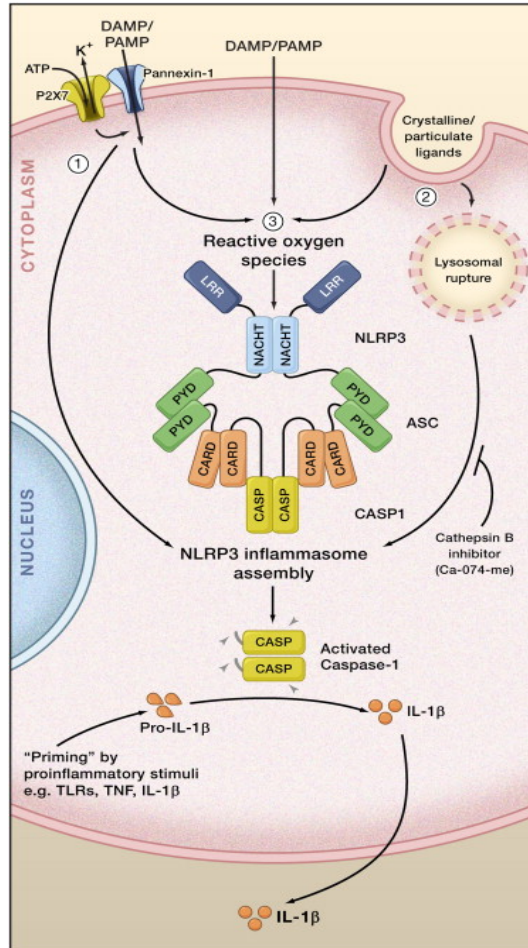 DAMP/
PAMP
K+
ATP
P2X7
Pannexin-1
DAMP/PAMP
Crystalline/
particulate
ligands
1
2
3
CYTOPLASM
Reactive oxygen
species
Lysosomal
rupture
LRR
LRR
NACHT
NACHT
NLRP3
PYD
PYD
PYD
PYD
ASC
CARD
CARD
CARD
CARD
CASP
CASP
CASP1
NUCLEUS
NLRP3 inflammasome
assembly
Cathepsin B
inhibitor
(Ca-074-me)
CASP
CASP
Activated
Caspase-1
Pro-IL-1β
IL-1β
"Priming" by
proinflammatory stimuli
e.g. TLRs, TNF, IL-1β
IL-1β